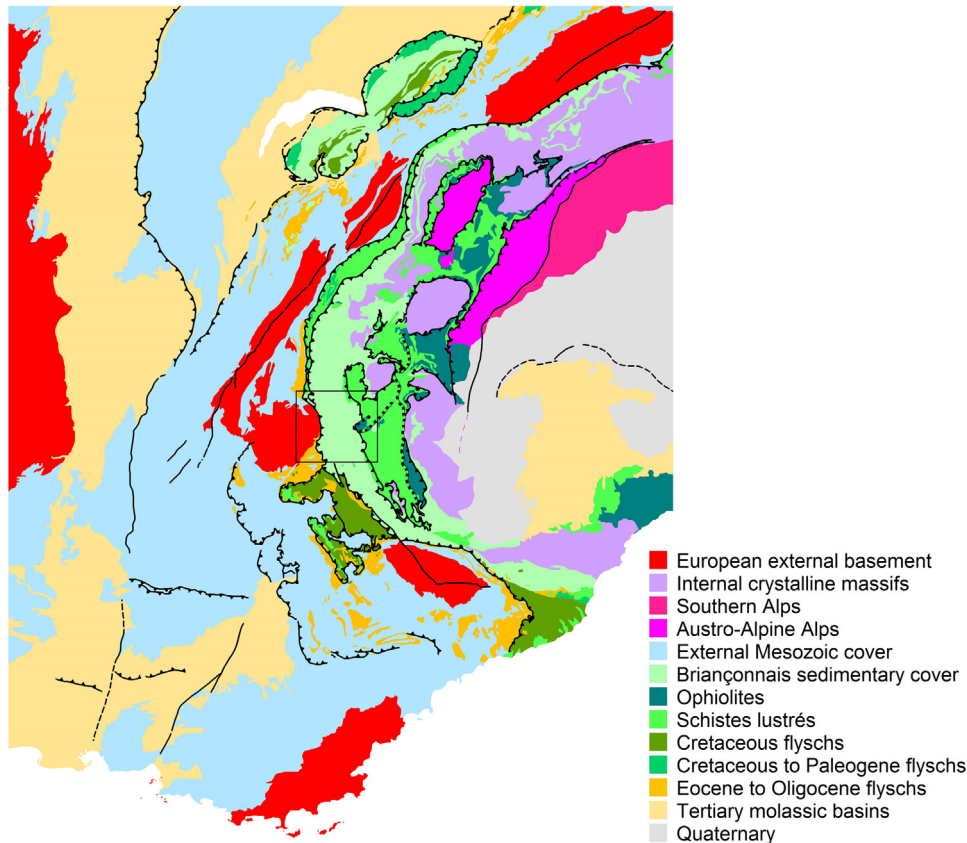 European external basement
Internal crystalline massifs
Southern Alps
Austro-Alpine Alps
External Mesozoic cover
Briançonnais sedimentary cover
Ophiolites
Schistes lustrés
Cretaceous flyschs
Cretaceous to Paleogene flyschs
Eocene to Oligocene flyschs
Tertiary molassic basins
Quaternary